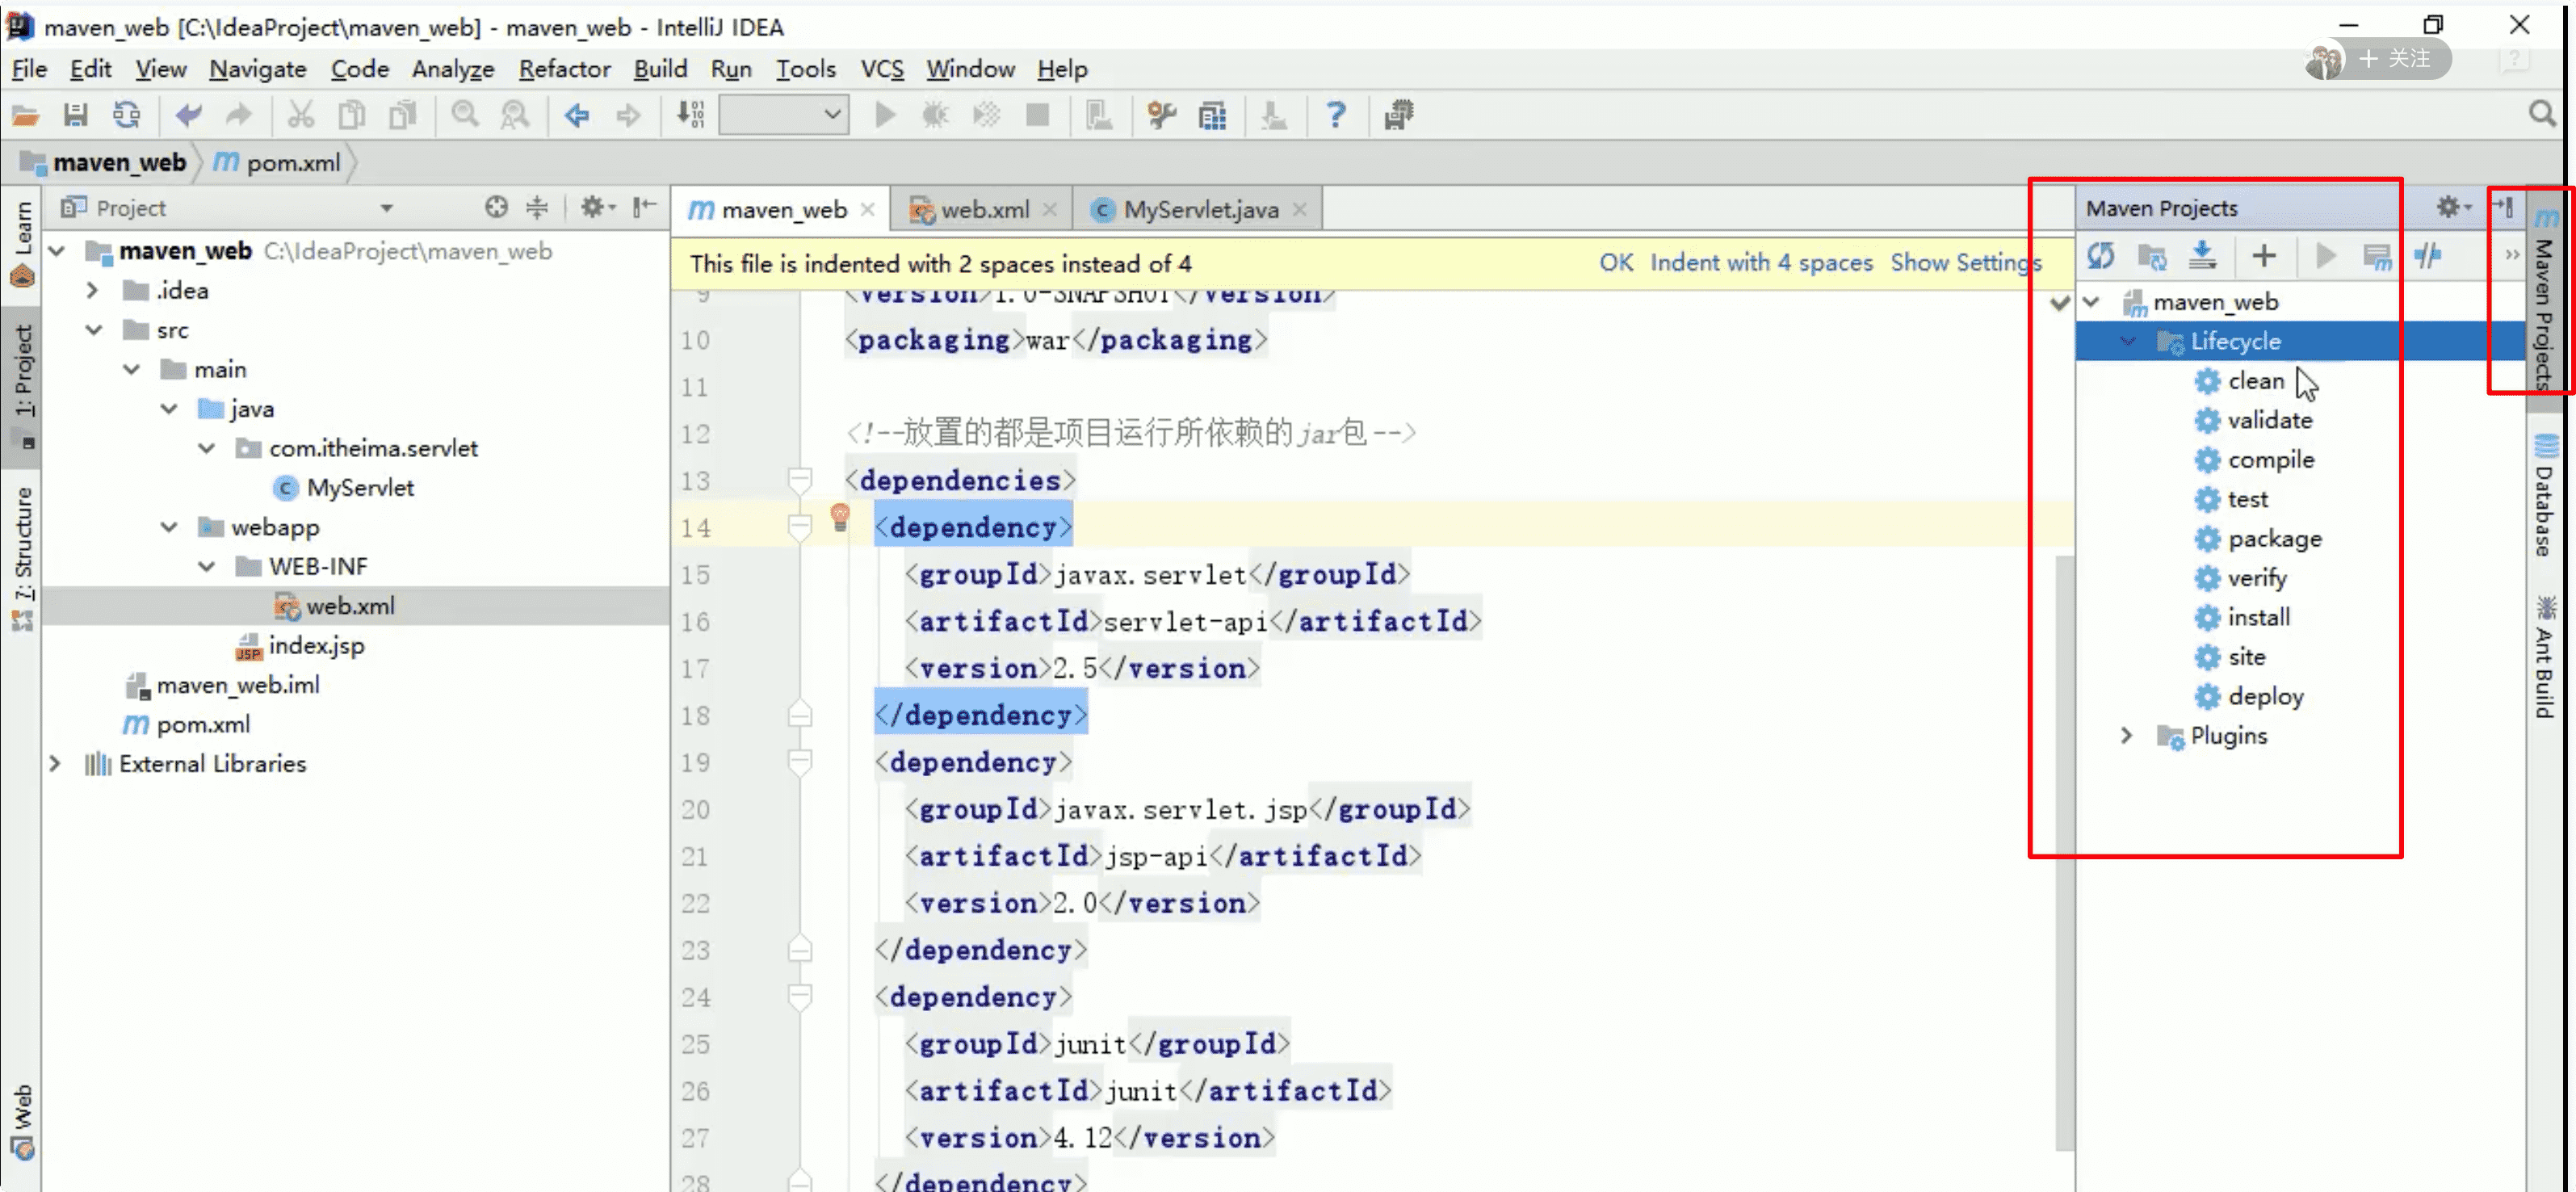 maven_web [C:\IdeaProject\maven_web] - maven_web - IntelliJ IDEA
+ 关注
File Edit View Navigate Code Analyze Refactor Build Run Tools VCS Window Help
maven_web pom.xml
Learn
1: Project
7: Structure
Web
Project
maven_web C:\IdeaProject\maven_web
.idea
src
main
java
com.itheima.servlet
MyServlet
webapp
WEB-INF
web.xml
index.jsp
maven_web.iml
pom.xml
External Libraries
maven_web web.xml MyServlet.java
This file is indented with 2 spaces instead of 4 OK Indent with 4 spaces Show Settings
9 <version>1.0-SNAPSHOT</version>
10 <packaging>war</packaging>
11
12 <!--放置的都是项目运行所依赖的jar包-->
13 <dependencies>
14 <dependency>
15 <groupId>javax.servlet</groupId>
16 <artifactId>servlet-api</artifactId>
17 <version>2.5</version>
18 </dependency>
19 <dependency>
20 <groupId>javax.servlet.jsp</groupId>
21 <artifactId>jsp-api</artifactId>
22 <version>2.0</version>
23 </dependency>
24 <dependency>
25 <groupId>junit</groupId>
26 <artifactId>junit</artifactId>
27 <version>4.12</version>
28 </dependency>
Maven Projects
maven_web
Lifecycle
clean
validate
compile
test
package
verify
install
site
deploy
Plugins
Maven Projects
Database
Ant Build